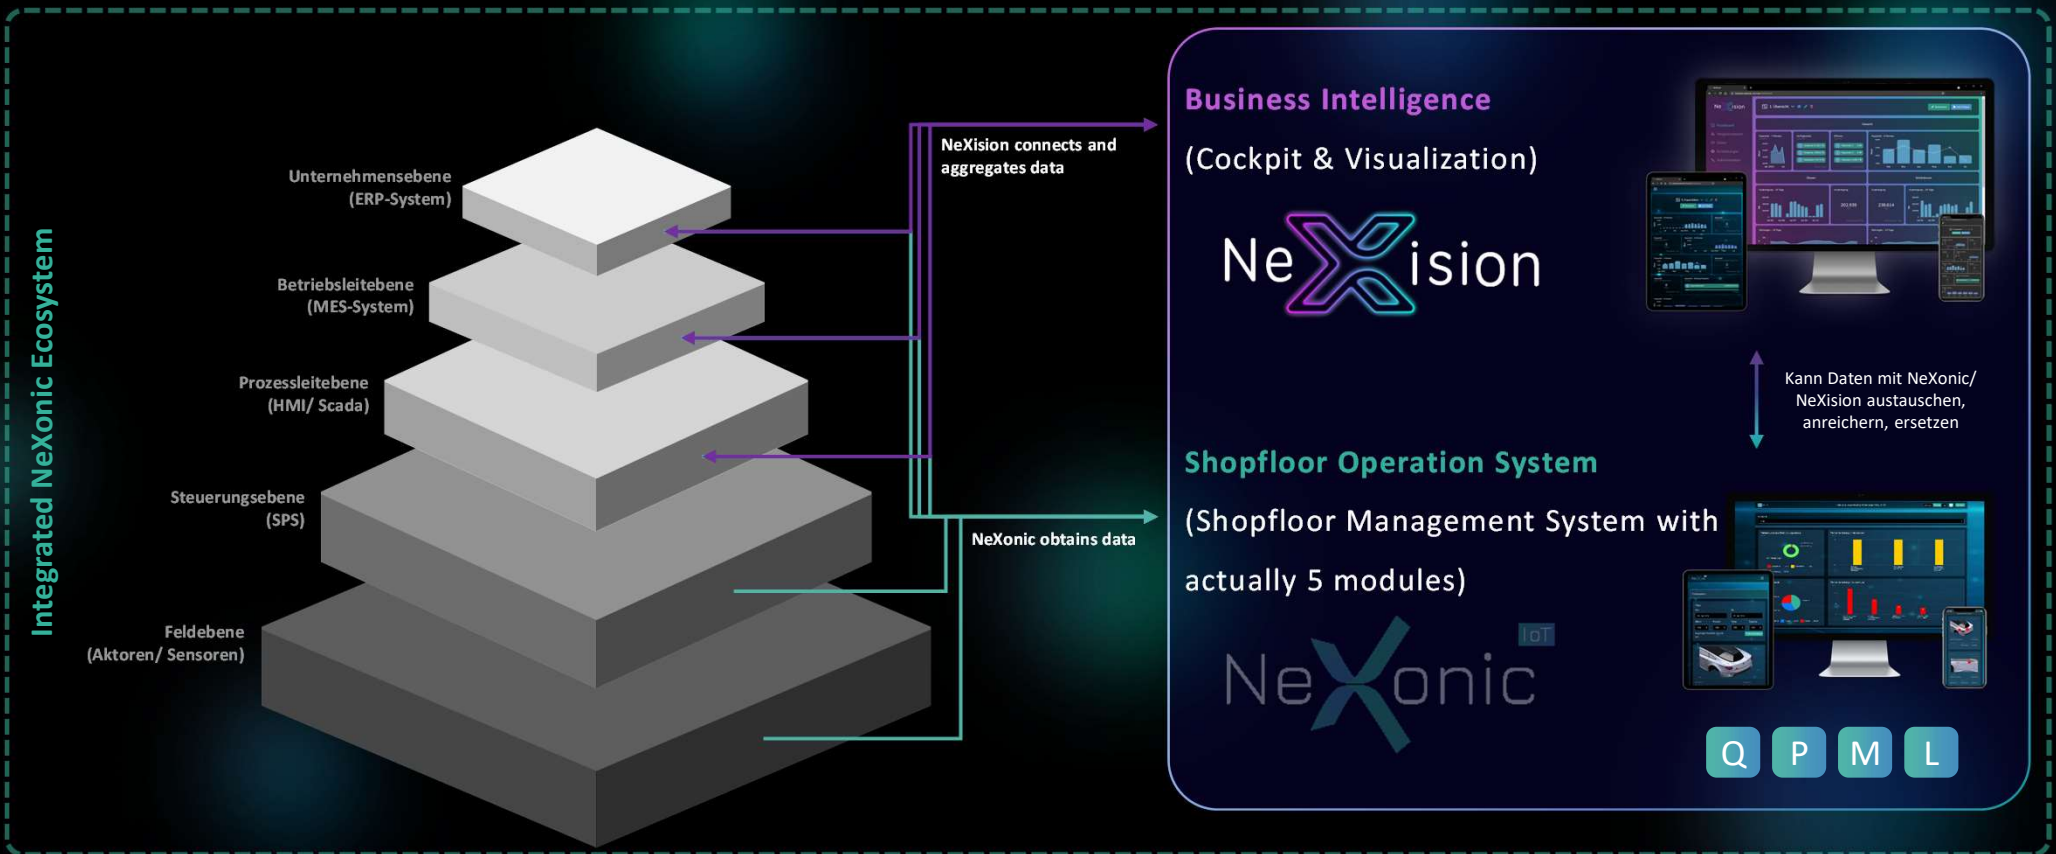 Integrated NeXonic Ecosystem
Unternehmensebene
(ERP-System)
Betriebsleitebene
(MES-System)
Prozessleitebene
(HMI/ Scada)
Steuerungsebene
(SPS)
Feldebene
(Aktoren/ Sensoren)
NeXision connects and
aggregates data
NeXonic obtains data
Business Intelligence
(Cockpit & Visualization)
NeXision
Kann Daten mit NeXonic/
NeXision austauschen,
anreichern, ersetzen
Shopfloor Operation System
(Shopfloor Management System with
actually 5 modules)
NeXonic IoT
Q P M L